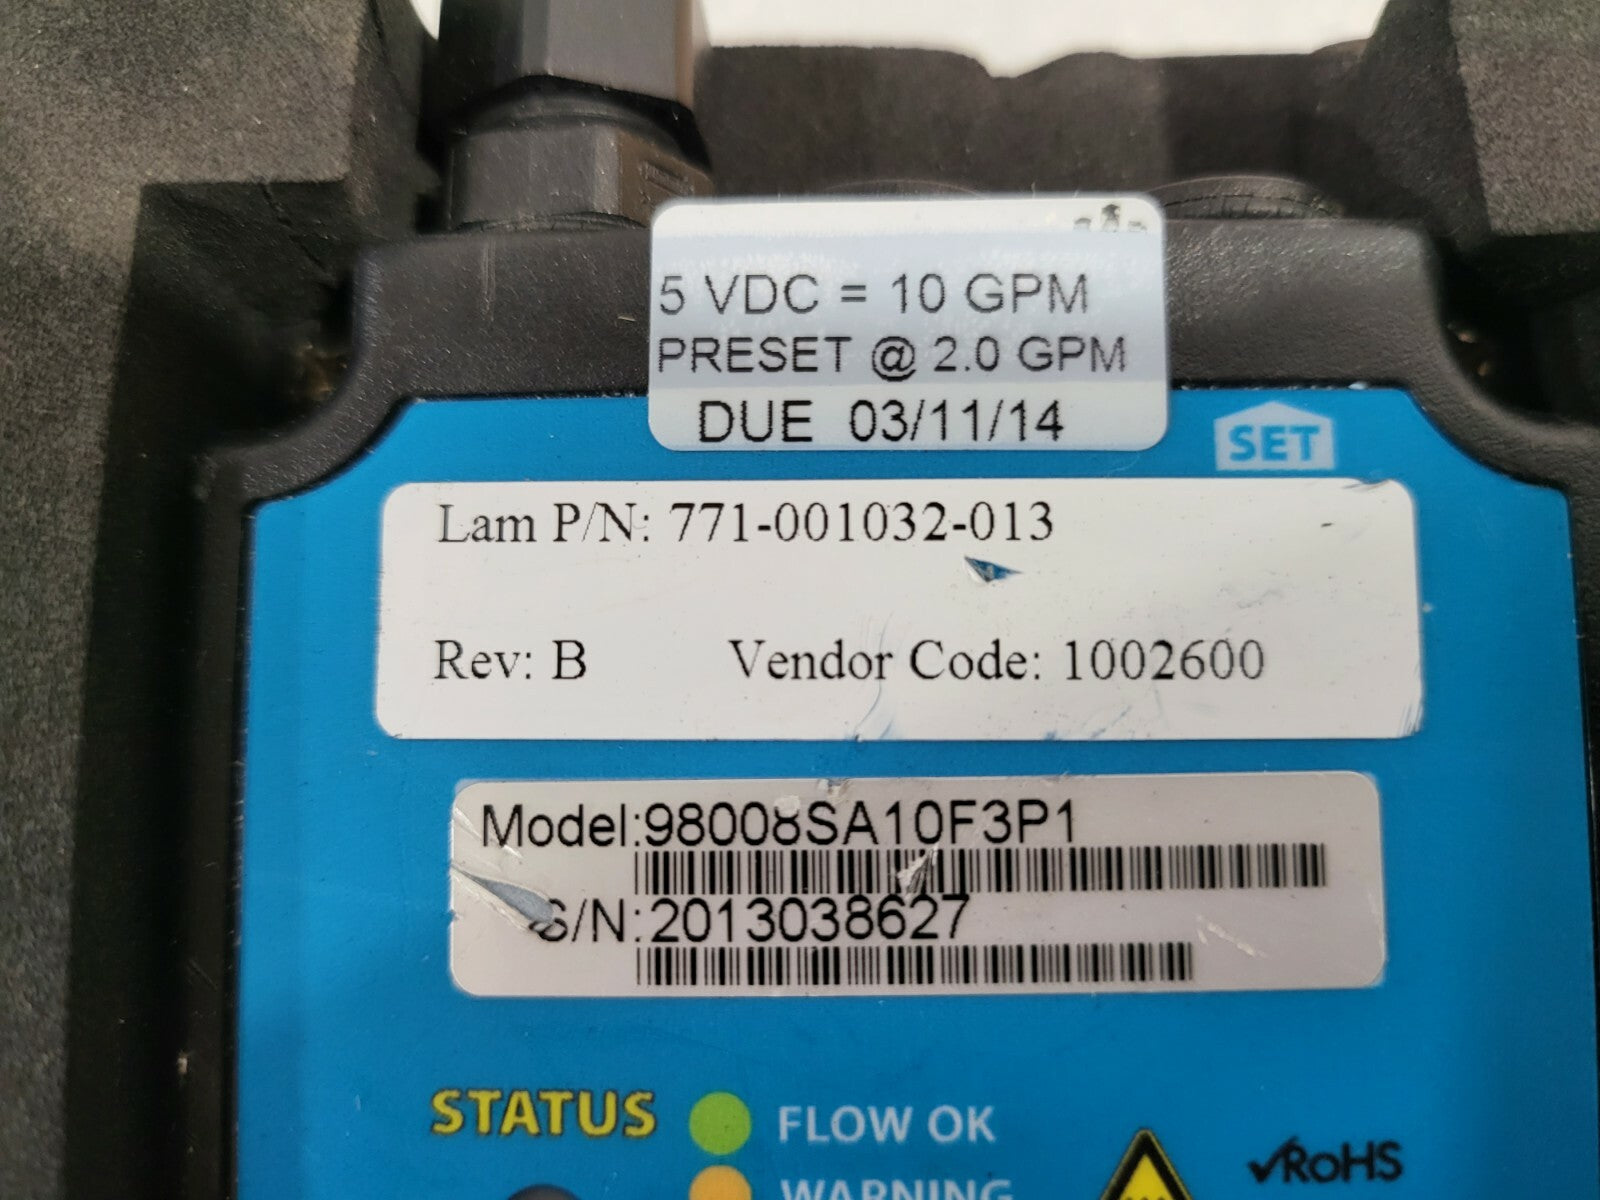 5 VDC = 10 GPM
PRESET @ 2.0 GPM
DUE 03/11/14
SET
Lam P/N: 771-001032-013
Rev: B Vendor Code: 1002600
Model:98008SA10F3P1
S/N:2013038627
STATUS
FLOW OK
RoHS
WARNING